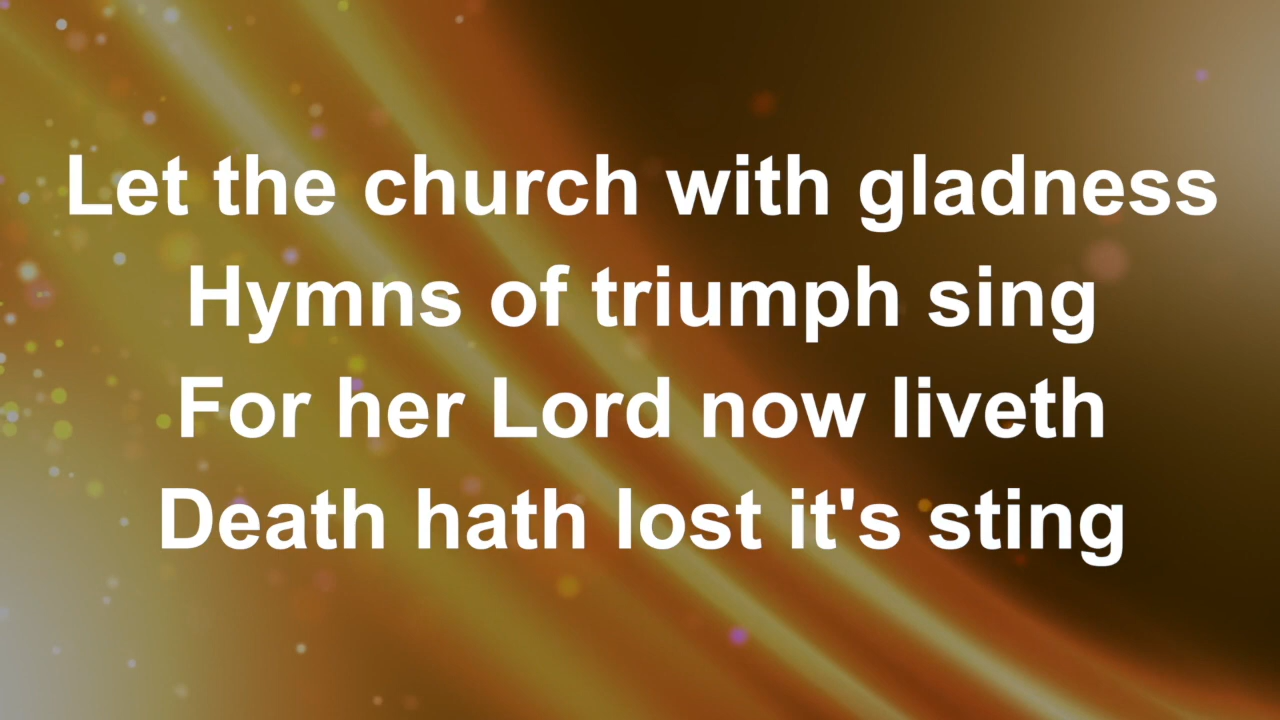 Let the church with gladness
Hymns of triumph sing
For her Lord now liveth
Death hath lost it's sting